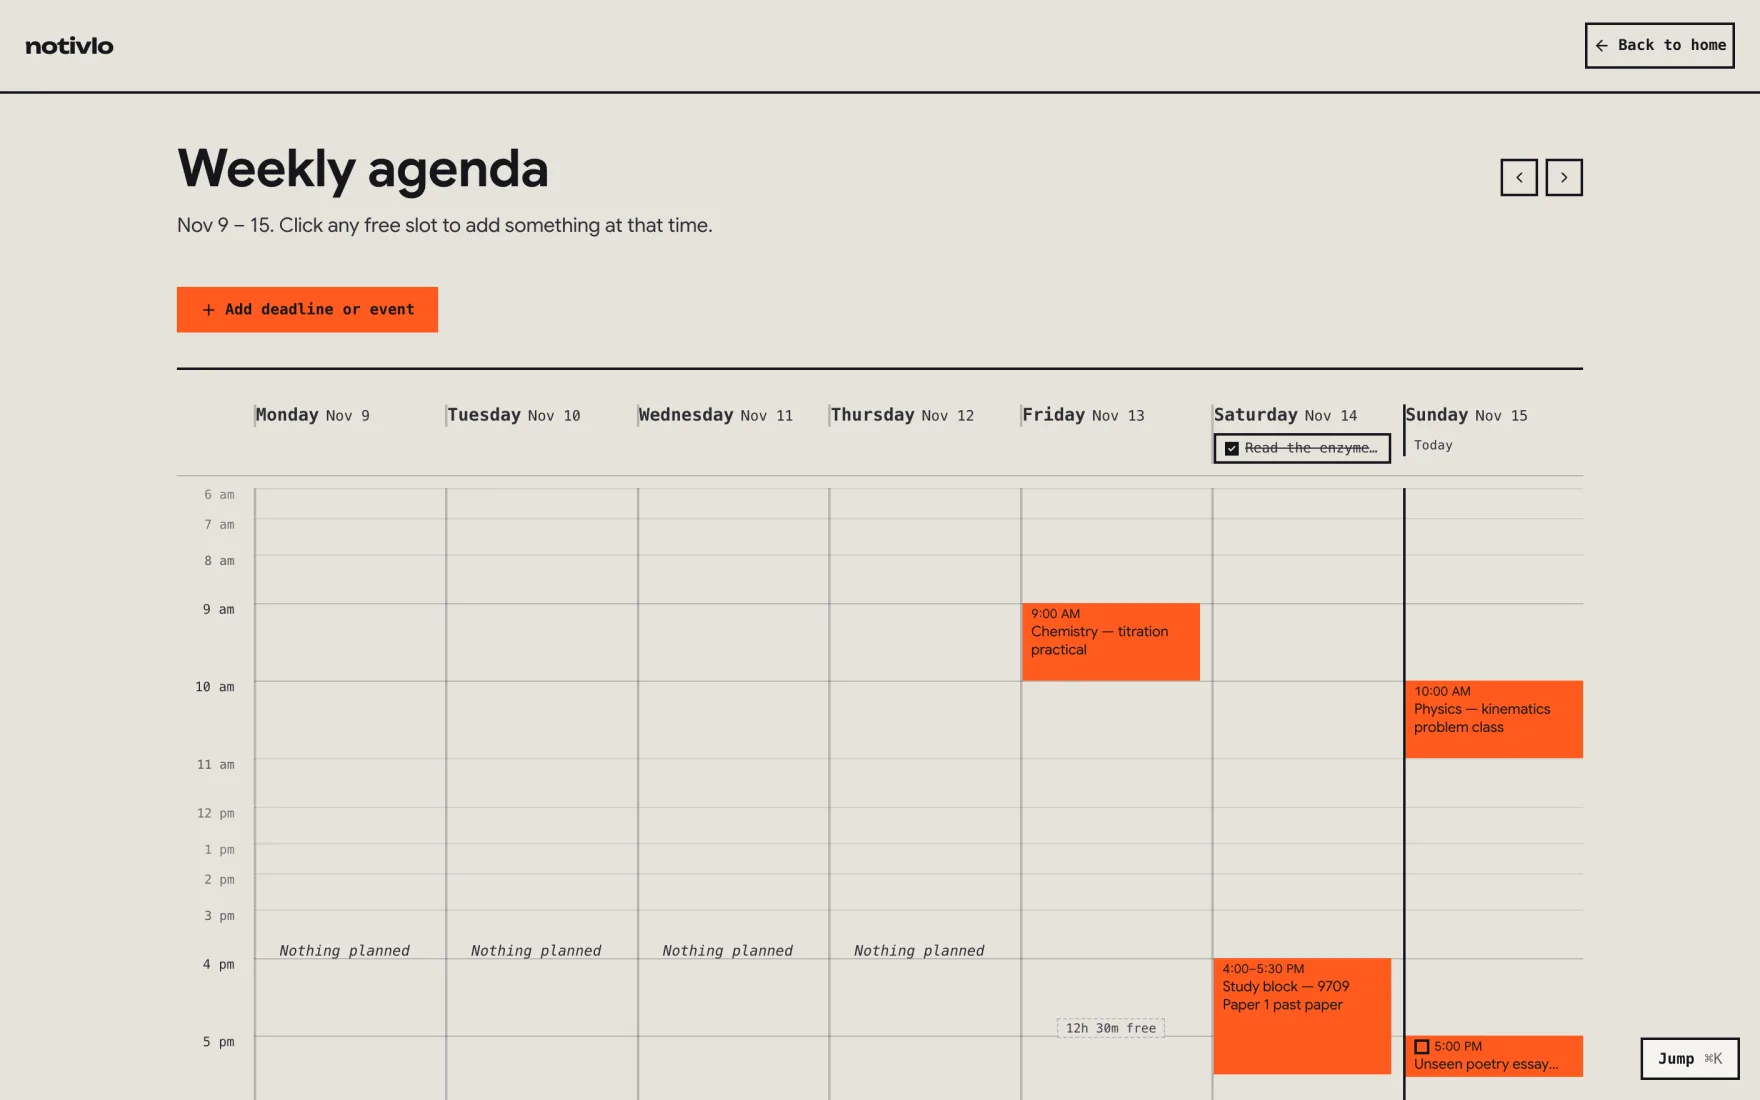 notivlo
← Back to home
Weekly agenda
Nov 9 – 15. Click any free slot to add something at that time.
+ Add deadline or event
Monday Nov 9
Tuesday Nov 10
Wednesday Nov 11
Thursday Nov 12
Friday Nov 13
Saturday Nov 14
Sunday Nov 15
Read the enzyme…
Today
6 am
7 am
8 am
9 am
9:00 AM
Chemistry — titration
practical
10 am
10:00 AM
Physics — kinematics
problem class
11 am
12 pm
1 pm
2 pm
3 pm
Nothing planned
Nothing planned
Nothing planned
Nothing planned
4 pm
4:00–5:30 PM
Study block — 9709
Paper 1 past paper
12h 30m free
5 pm
5:00 PM
Unseen poetry essay…
Jump ⌘K